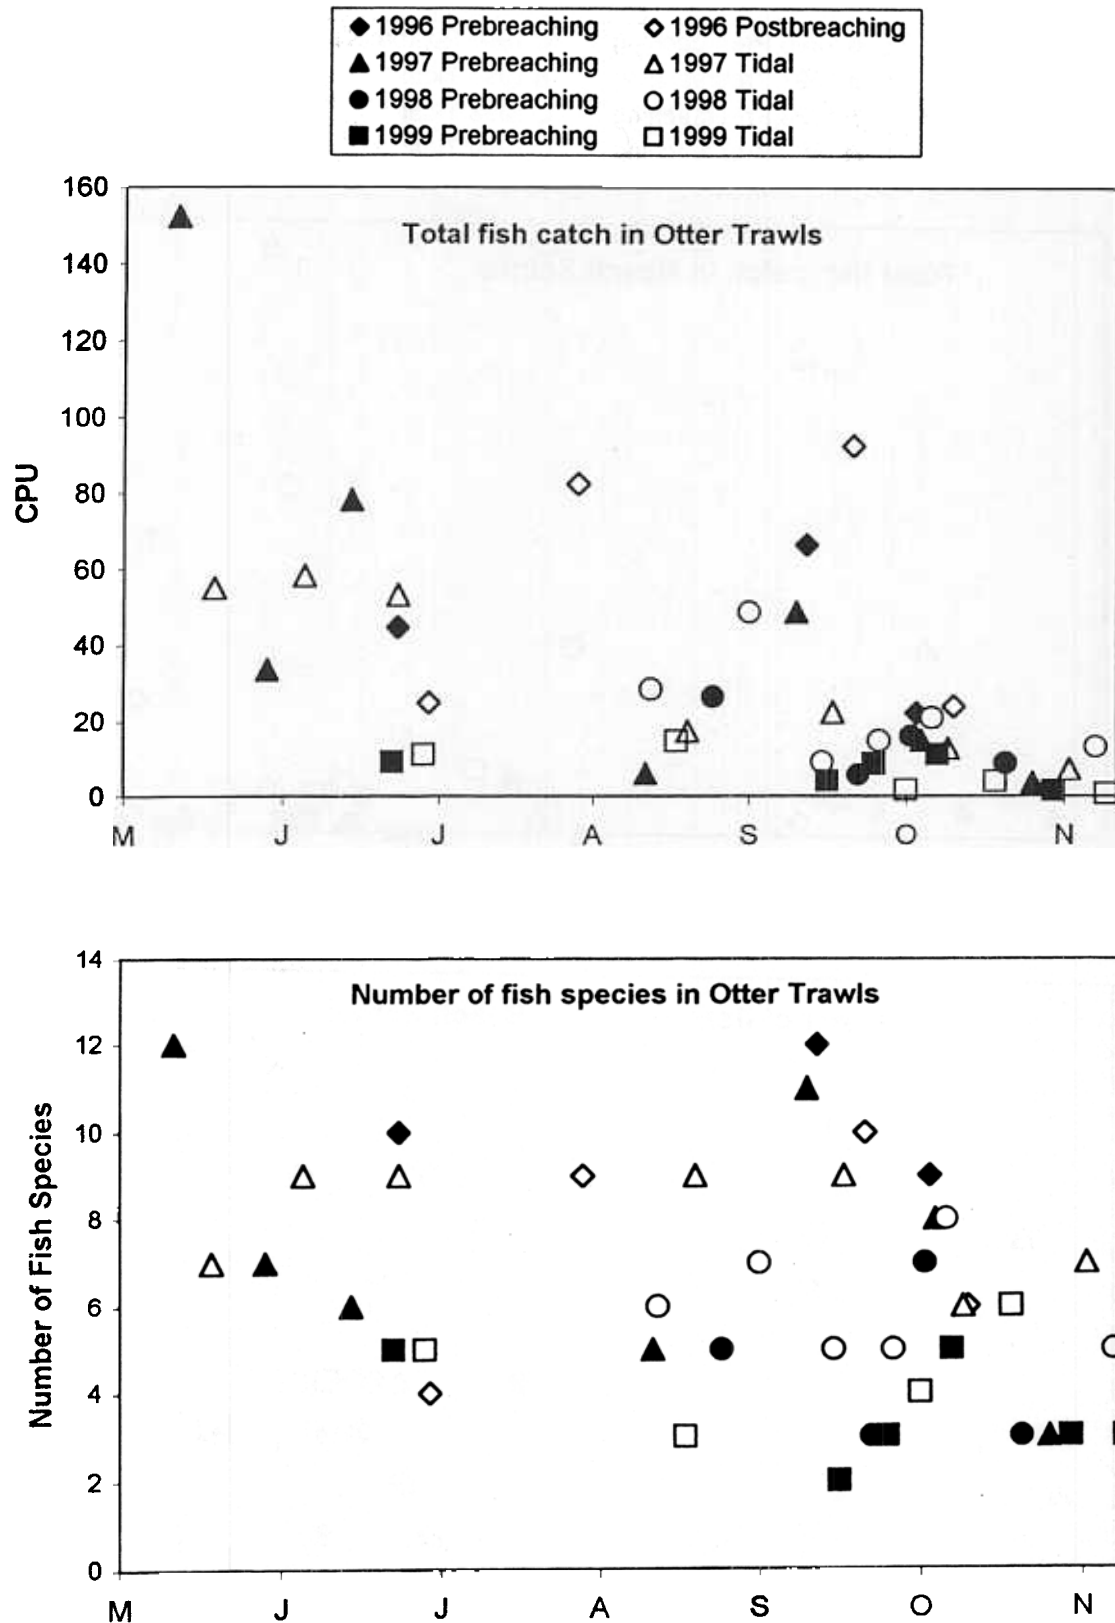 1996 Prebreaching 1996 Postbreaching
1997 Prebreaching 1997 Tidal
1998 Prebreaching 1998 Tidal
1999 Prebreaching 1999 Tidal
Total fish catch in Otter Trawls
CPU
160
140
120
100
80
60
40
20
0
M J J A S O N
Number of fish species in Otter Trawls
Number of Fish Species
14
12
10
8
6
4
2
0
M J J A S O N